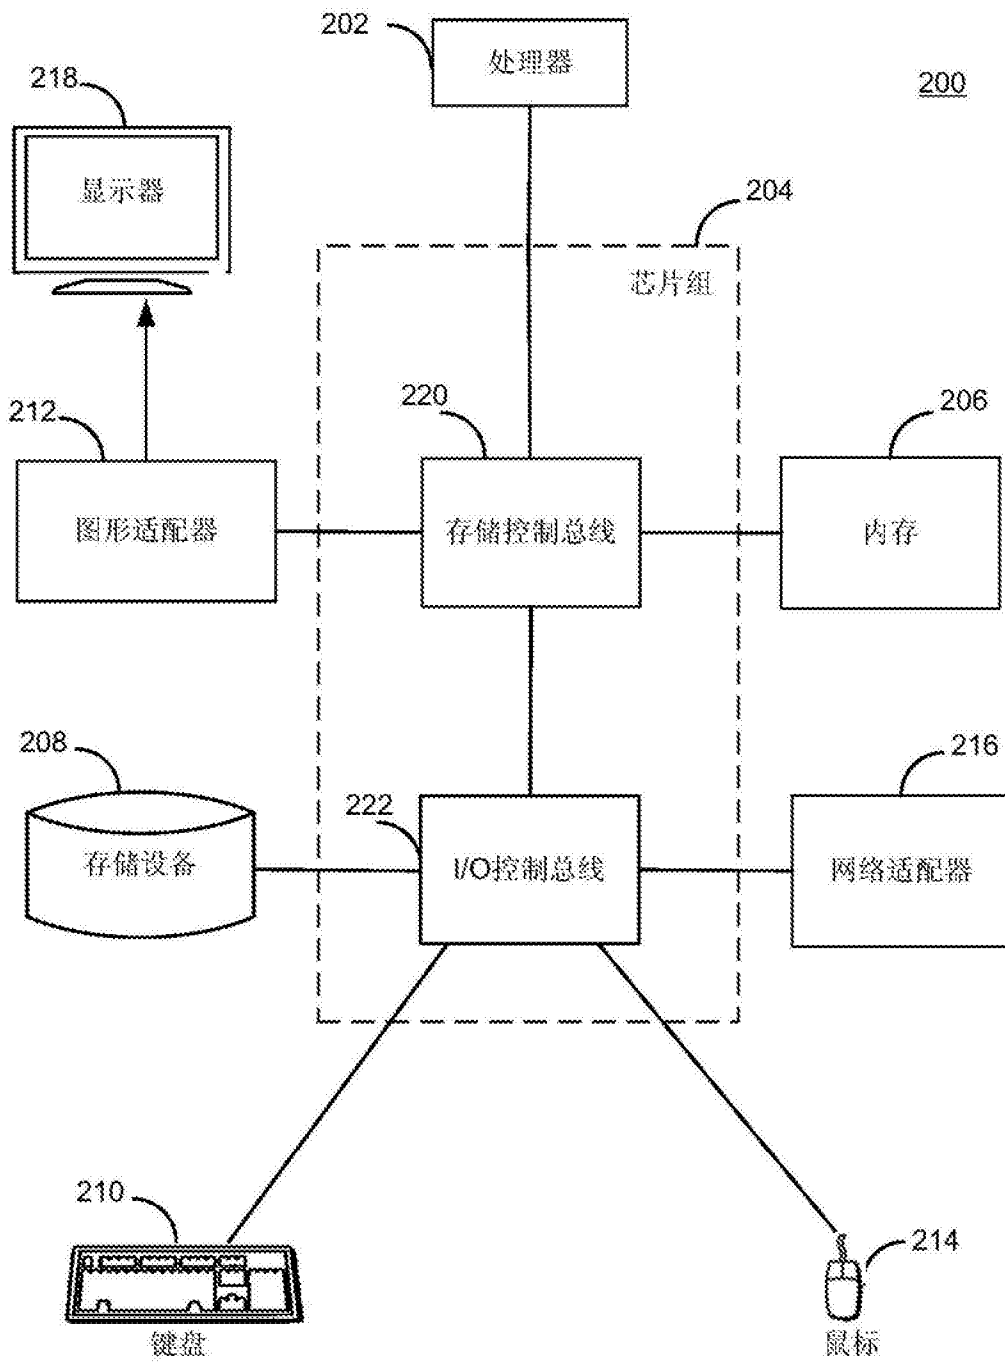 202
处理器
200
218
显示器
204
芯片组
212
图形适配器
220
存储控制总线
206
内存
208
存储设备
222
I/O控制总线
216
网络适配器
210
键盘
214
鼠标